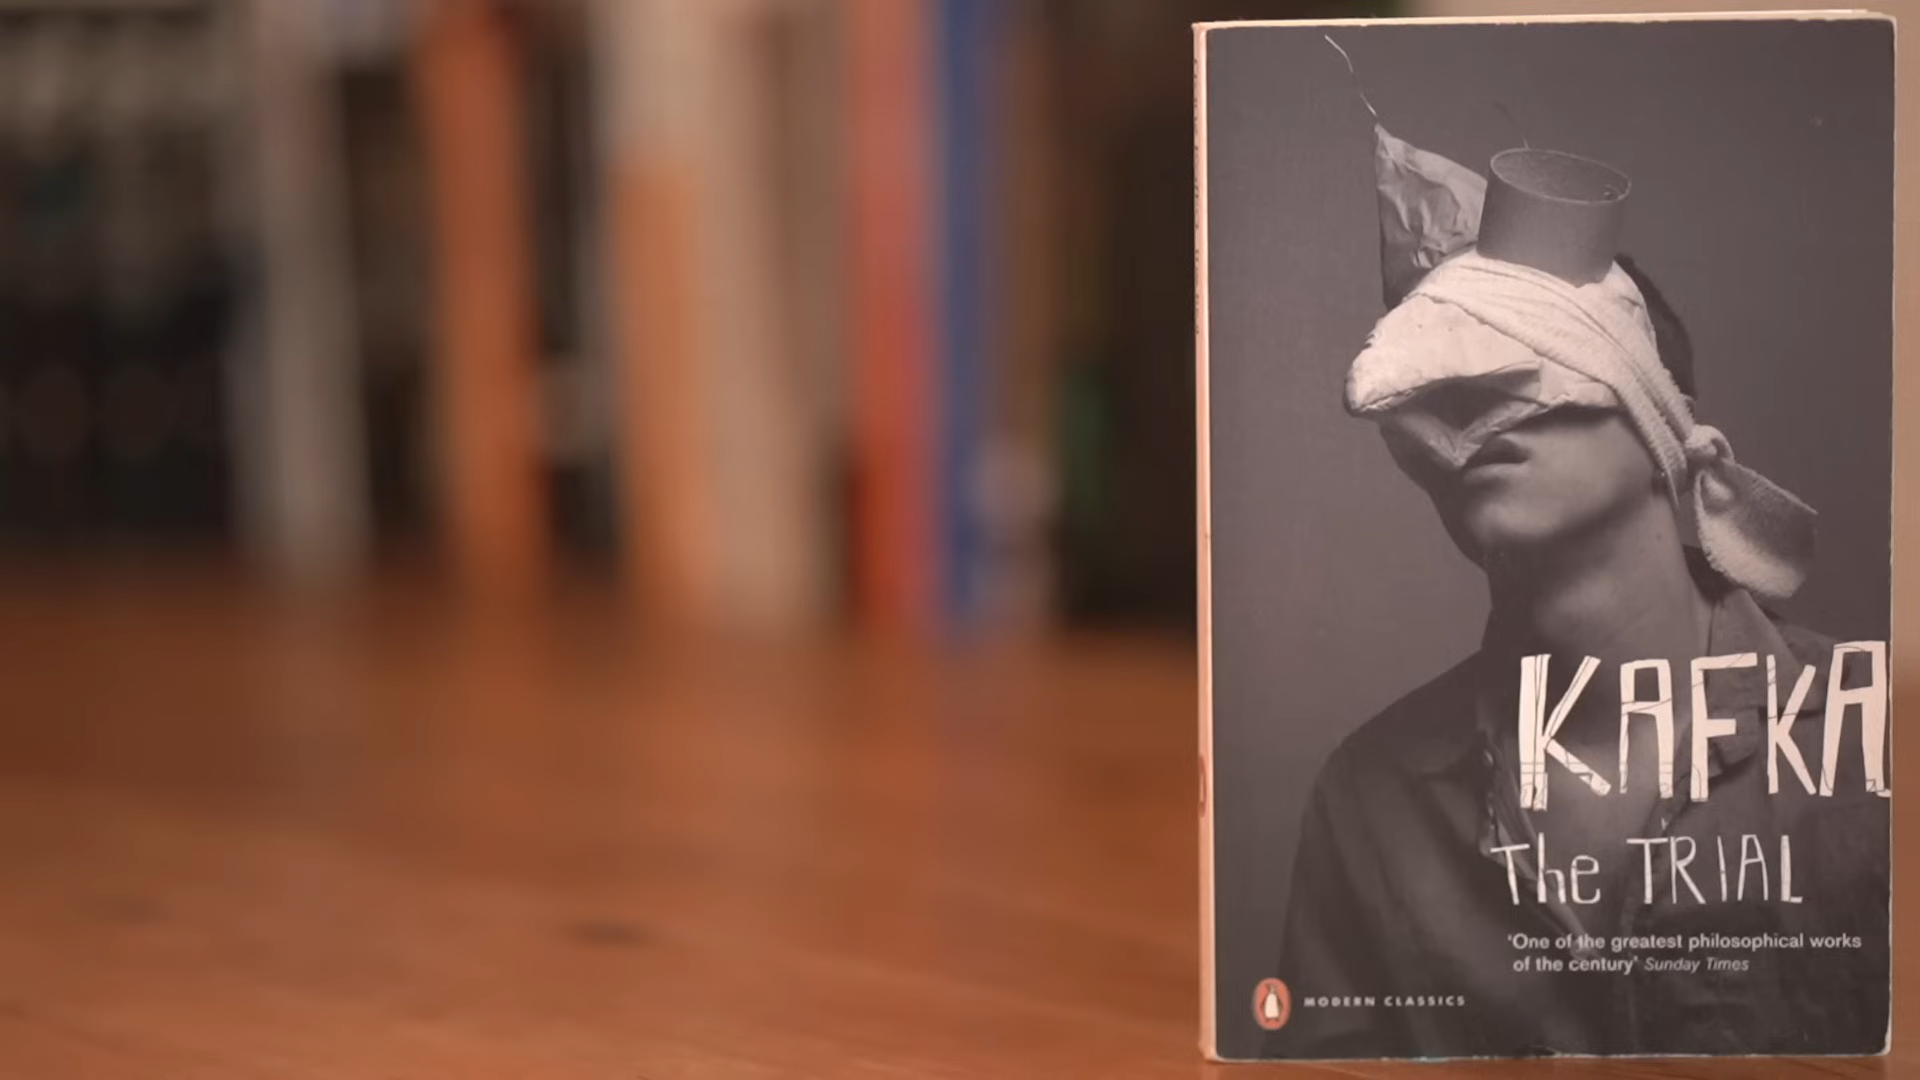 KAFKA
The TRIAL
'One of the greatest philosophical works
of the century' Sunday Times
MODERN CLASSICS